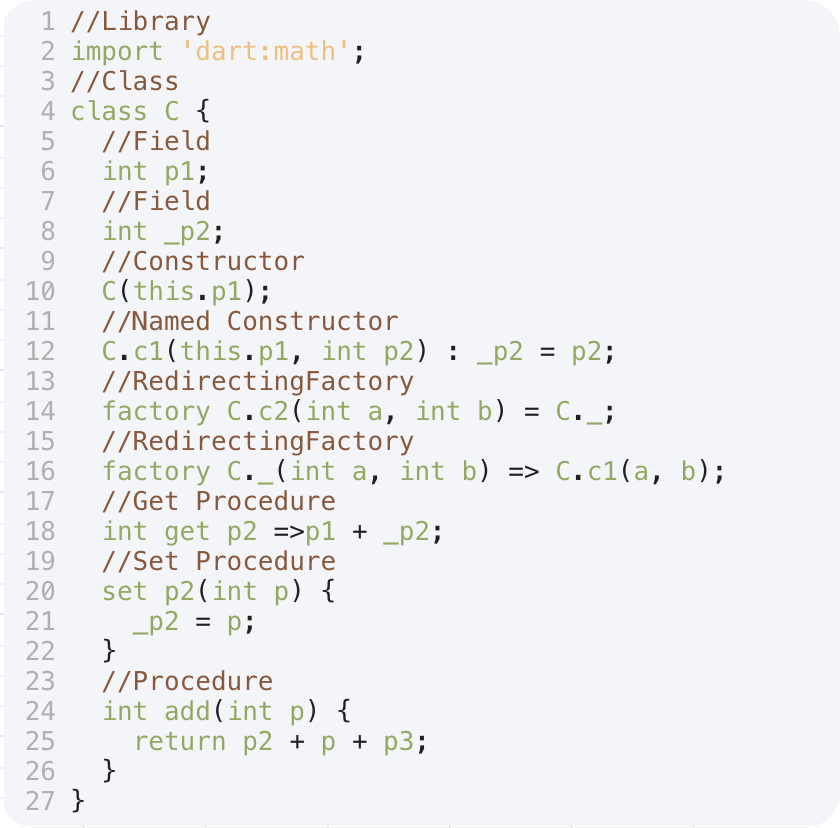 1 //Library
2 import 'dart:math';
3 //Class
4 class C {
5   //Field
6   int p1;
7   //Field
8   int _p2;
9   //Constructor
10   C(this.p1);
11   //Named Constructor
12   C.c1(this.p1, int p2) : _p2 = p2;
13   //RedirectingFactory
14   factory C.c2(int a, int b) = C._;
15   //RedirectingFactory
16   factory C._(int a, int b) => C.c1(a, b);
17   //Get Procedure
18   int get p2 =>p1 + _p2;
19   //Set Procedure
20   set p2(int p) {
21     _p2 = p;
22   }
23   //Procedure
24   int add(int p) {
25     return p2 + p + p3;
26   }
27 }